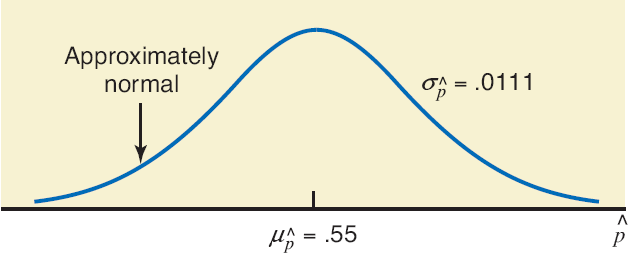 Approximately
normal
σp̂ = .0111
μp̂ = .55
p̂